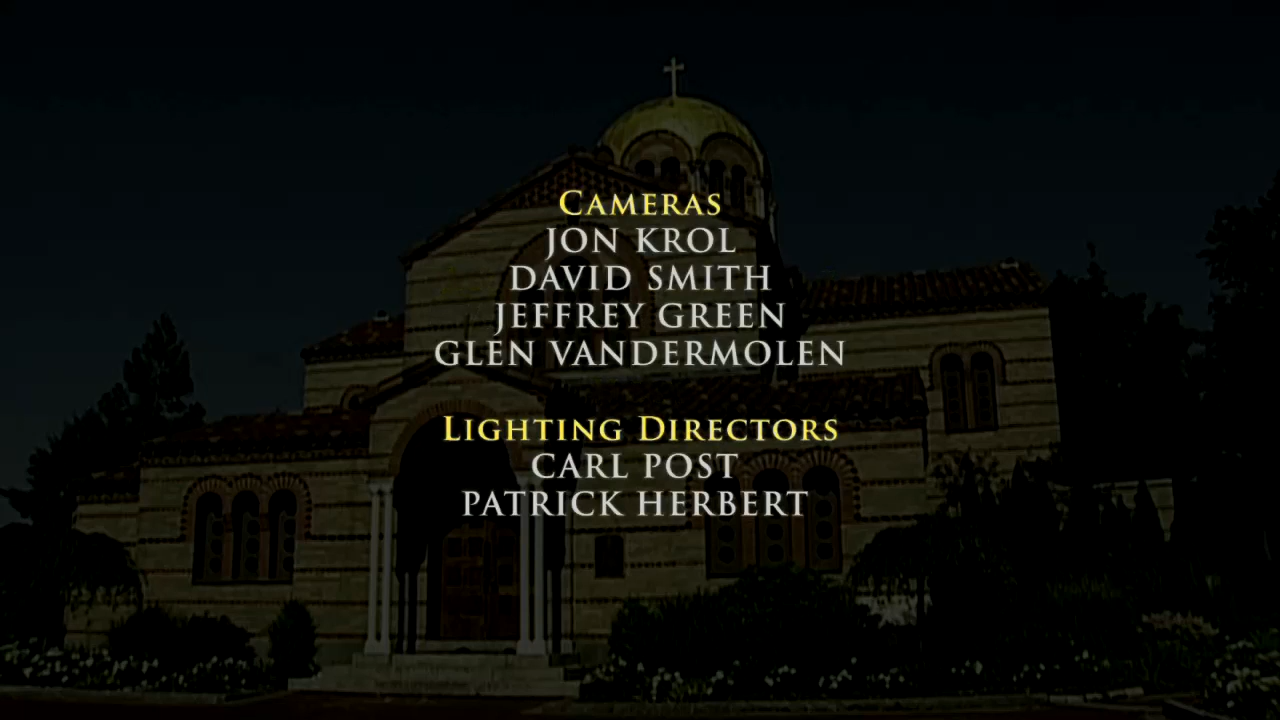 CAMERAS
JON KROL
DAVID SMITH
JEFFREY GREEN
GLEN VANDERMOLEN
LIGHTING DIRECTORS
CARL POST
PATRICK HERBERT